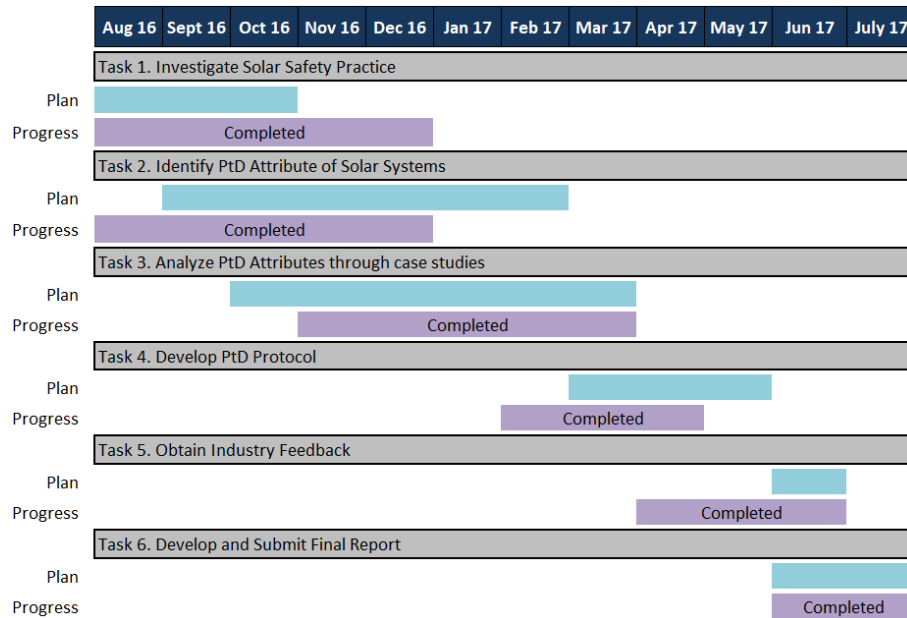 Aug 16 Sept 16 Oct 16 Nov 16 Dec 16 Jan 17 Feb 17 Mar 17 Apr 17 May 17 Jun 17 July 17
Task 1. Investigate Solar Safety Practice
Plan
Progress Completed
Task 2. Identify PtD Attribute of Solar Systems
Plan
Progress Completed
Task 3. Analyze PtD Attributes through case studies
Plan
Progress Completed
Task 4. Develop PtD Protocol
Plan
Progress Completed
Task 5. Obtain Industry Feedback
Plan
Progress Completed
Task 6. Develop and Submit Final Report
Plan
Progress Completed